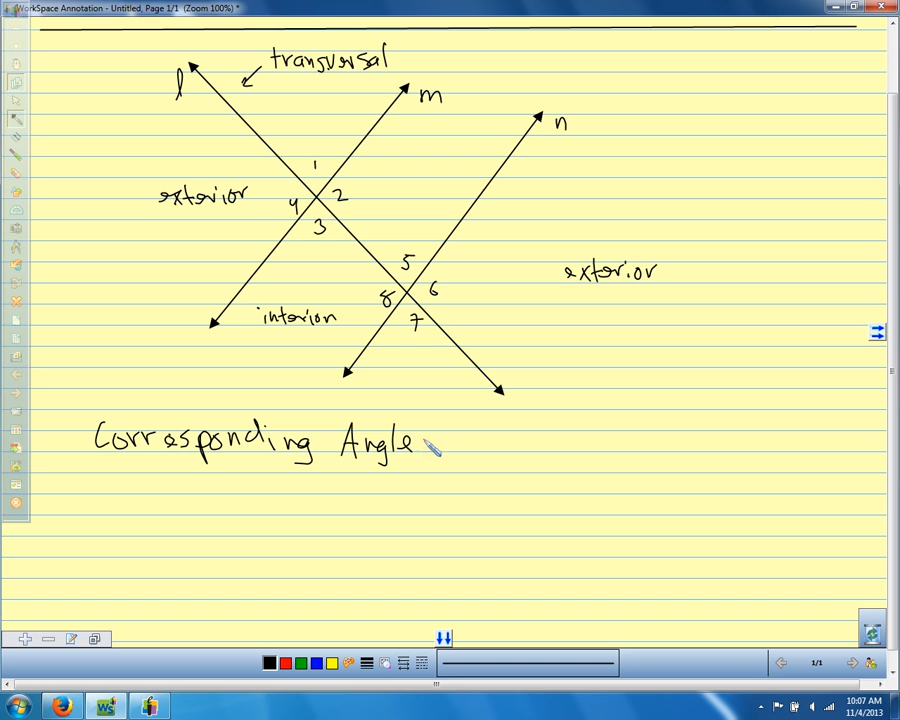 WorkSpace Annotation - Untitled, Page 1/1 (Zoom 100%) *
transversal
l
m
n
1
exterior
4
2
3
5
exterior
8
6
interior
7
Corresponding Angle
1/1
10:07 AM
11/4/2013